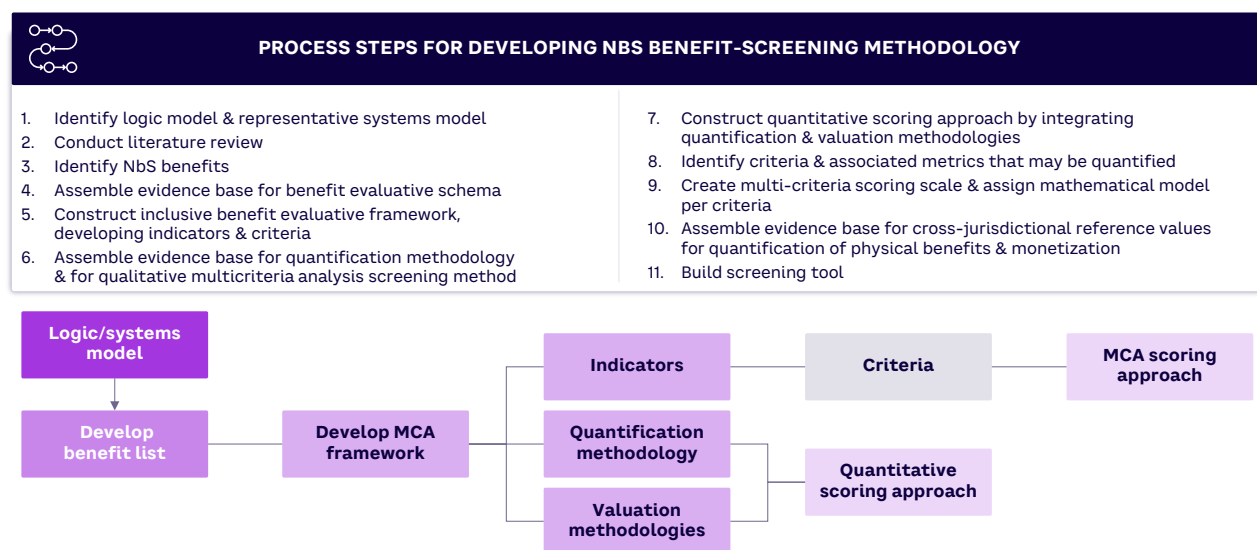 PROCESS STEPS FOR DEVELOPING NBS BENEFIT-SCREENING METHODOLOGY
1. Identify logic model & representative systems model
2. Conduct literature review
3. Identify NbS benefits
4. Assemble evidence base for benefit evaluative schema
5. Construct inclusive benefit evaluative framework,
developing indicators & criteria
6. Assemble evidence base for quantification methodology
& for qualitative multicriteria analysis screening method
7. Construct quantitative scoring approach by integrating
quantification & valuation methodologies
8. Identify criteria & associated metrics that may be quantified
9. Create multi-criteria scoring scale & assign mathematical model
per criteria
10. Assemble evidence base for cross-jurisdictional reference values
for quantification of physical benefits & monetization
11. Build screening tool
Logic/systems
model
Develop
benefit list
Develop MCA
framework
Indicators
Quantification
methodology
Valuation
methodologies
Criteria
Quantitative
scoring approach
MCA scoring
approach